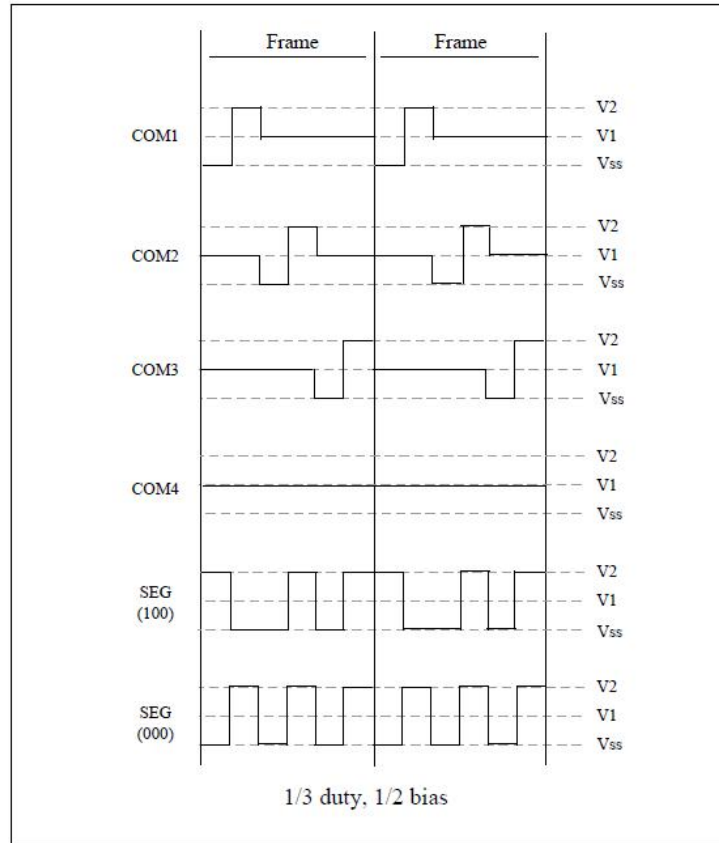 Frame Frame
V2
COM1 V1
Vss
V2
COM2 V1
Vss
V2
COM3 V1
Vss
V2
COM4 V1
Vss
V2
SEG
(100) V1
Vss
V2
SEG
(000) V1
Vss
1/3 duty, 1/2 bias